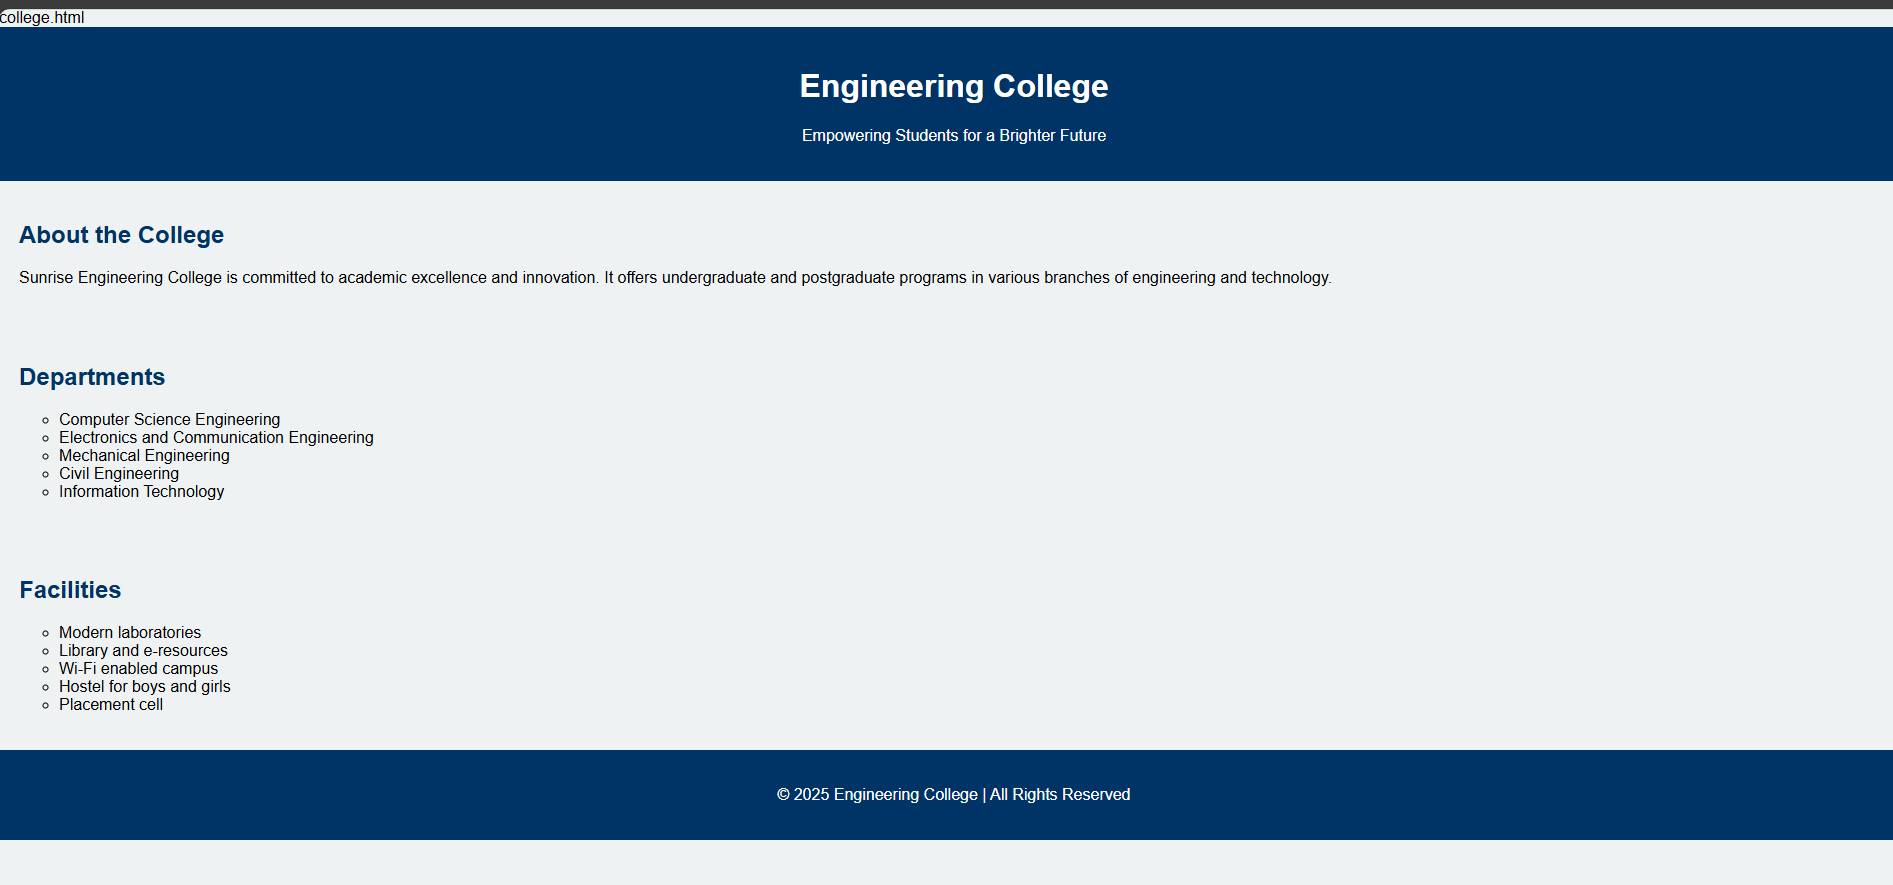 college.html
Engineering College
Empowering Students for a Brighter Future
About the College
Sunrise Engineering College is committed to academic excellence and innovation. It offers undergraduate and postgraduate programs in various branches of engineering and technology.
Departments
Computer Science Engineering
Electronics and Communication Engineering
Mechanical Engineering
Civil Engineering
Information Technology
Facilities
Modern laboratories
Library and e-resources
Wi-Fi enabled campus
Hostel for boys and girls
Placement cell
© 2025 Engineering College | All Rights Reserved